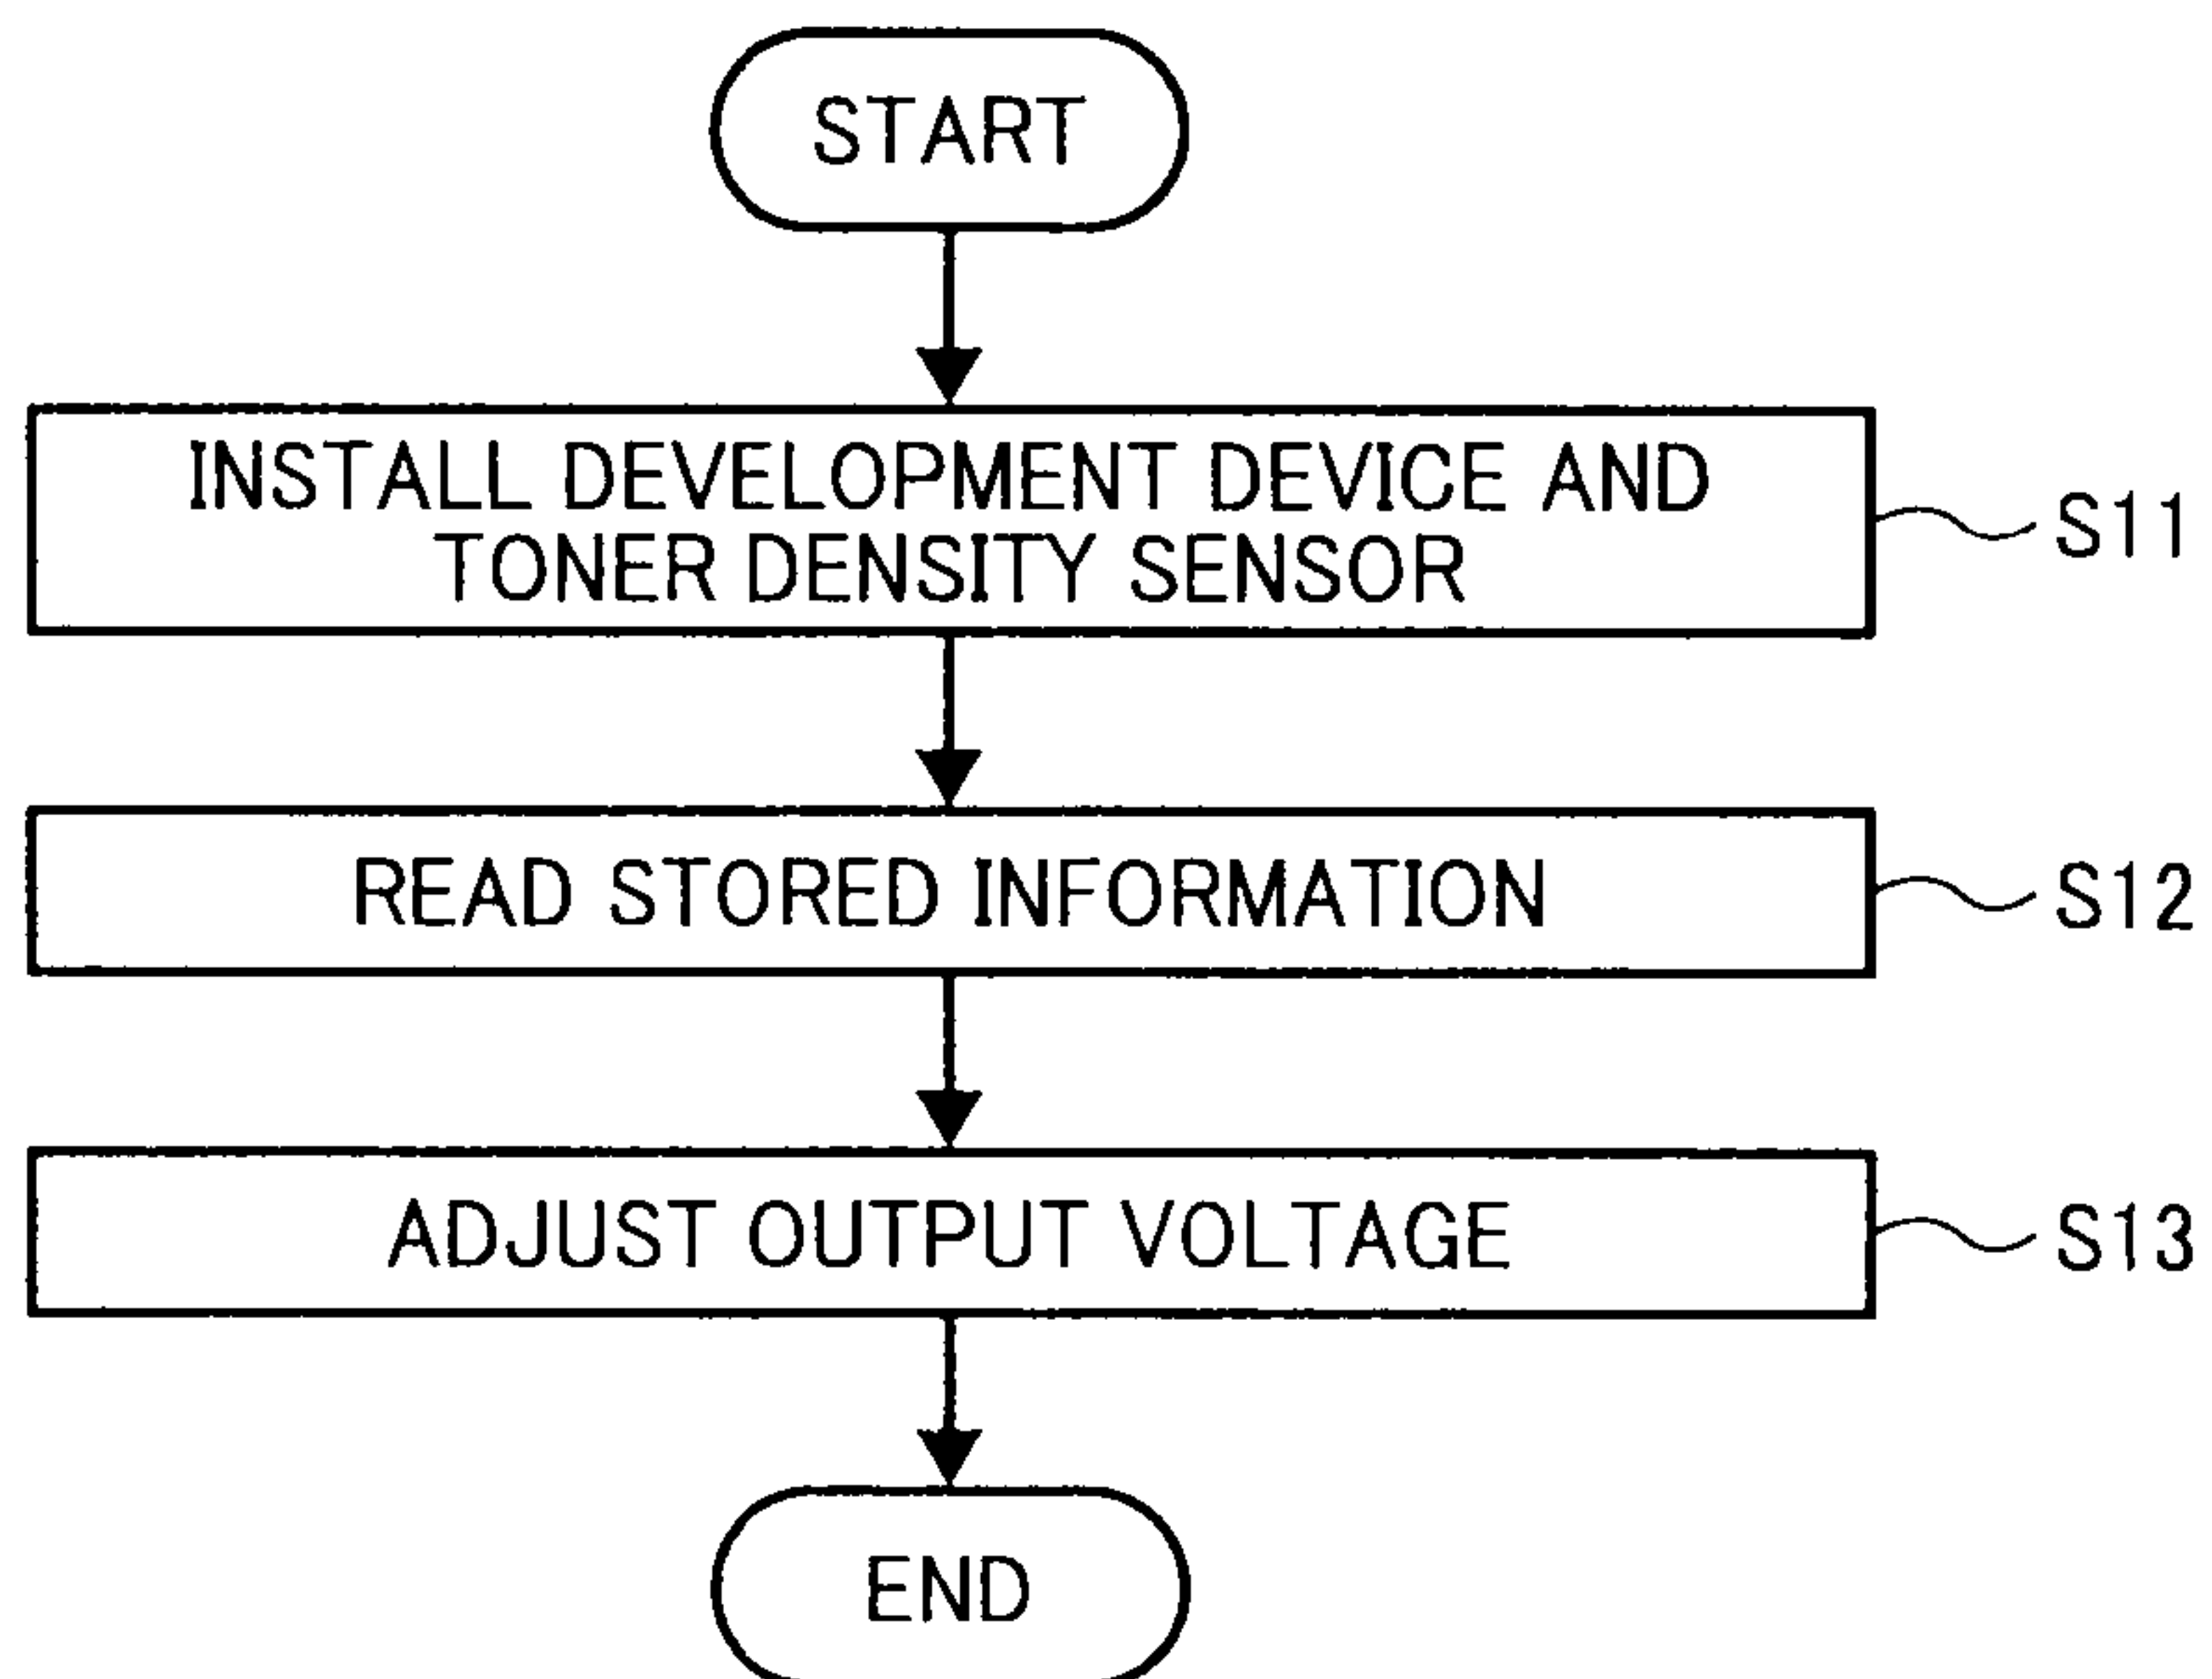 START
INSTALL DEVELOPMENT DEVICE AND
TONER DENSITY SENSOR
S11
READ STORED INFORMATION
S12
ADJUST OUTPUT VOLTAGE
S13
END